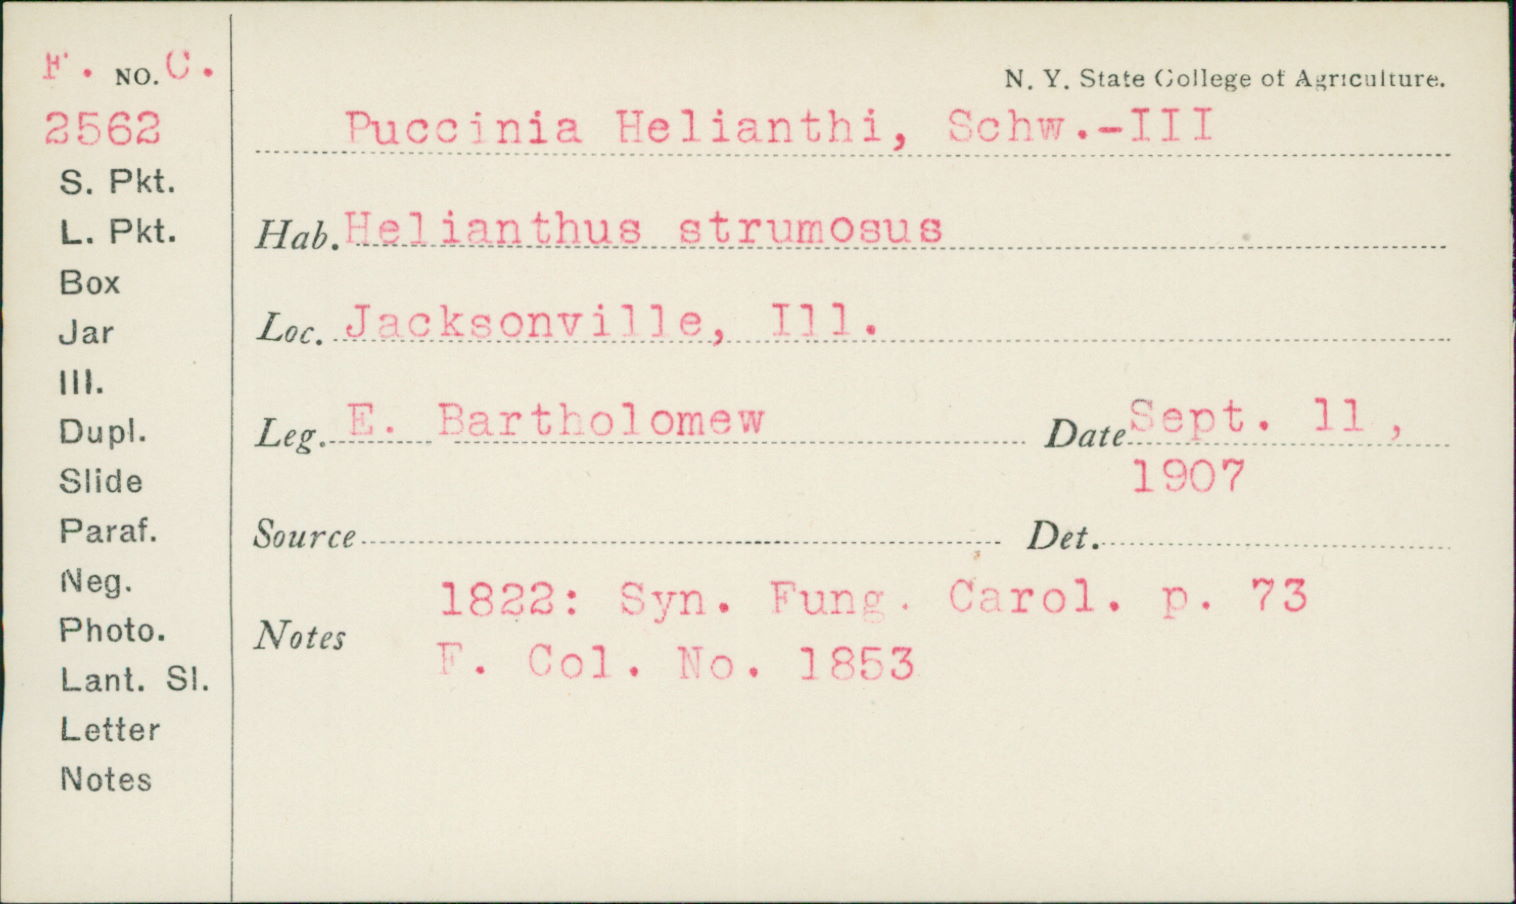 F. NO. C.
2562
S. Pkt.
L. Pkt.
Box
Jar
Ill.
Dupl.
Slide
Paraf.
Neg.
Photo.
Lant. Sl.
Letter
Notes
N. Y. State College of Agriculture.
Puccinia Helianthi, Schw.-III
Hab. Helianthus strumosus
Loc. Jacksonville, Ill.
Leg. E. Bartholomew Date Sept. 11,
1907
Source Det.
Notes 1822: Syn. Fung. Carol. p. 73
F. Col. No. 1853